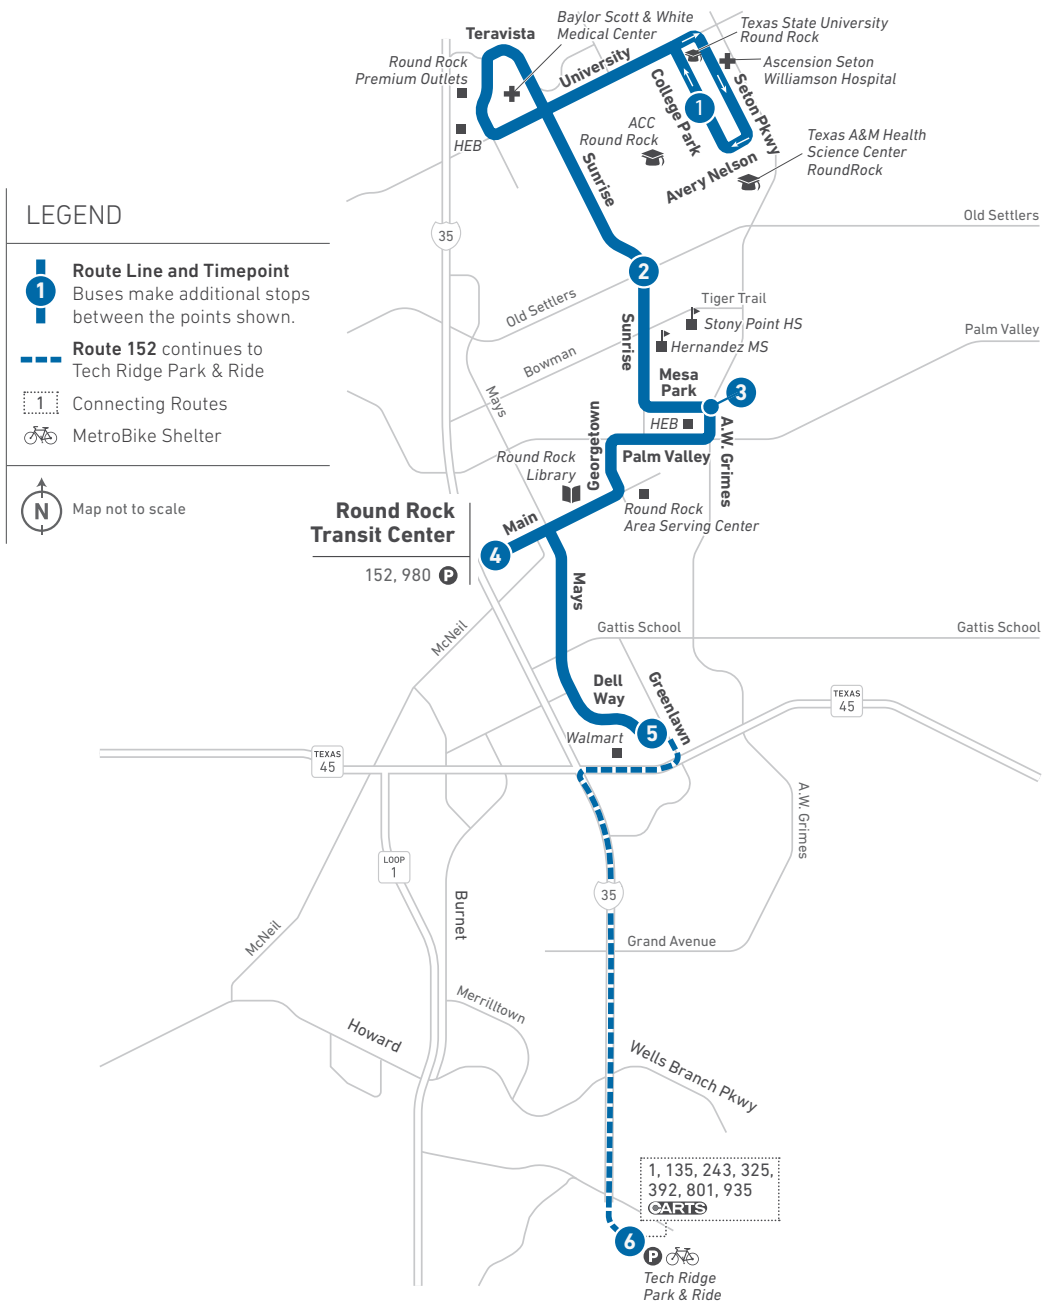 Baylor Scott & White
Medical Center
Teravista
Texas State University
Round Rock
Round Rock
Premium Outlets
University
Ascension Seton
Williamson Hospital
College Park
Seton Pkwy
1
ACC
Round Rock
HEB
Texas A&M Health
Science Center
RoundRock
Avery Nelson
Sunrise
LEGEND
1
Route Line and Timepoint
Buses make additional stops
between the points shown.
Route 152 continues to
Tech Ridge Park & Ride
1
Connecting Routes
MetroBike Shelter
N
Map not to scale
35
Old Settlers
2
Old Settlers
Tiger Trail
Stony Point HS
Sunrise
Hernandez MS
Palm Valley
Bowman
Mesa
Park
3
Mays
Georgetown
HEB
A.W. Grimes
Palm Valley
Round Rock
Library
Round Rock
Area Serving Center
Round Rock
Transit Center
Main
4
152, 980 P
Mays
McNeil
Gattis School
Gattis School
Dell
Way
Greenlawn
TEXAS
45
5
Walmart
TEXAS
45
A.W. Grimes
LOOP
1
35
Burnet
McNeil
Grand Avenue
Merrilltown
Howard
Wells Branch Pkwy
1, 135, 243, 325,
392, 801, 935
CARTS
6
P
Tech Ridge
Park & Ride